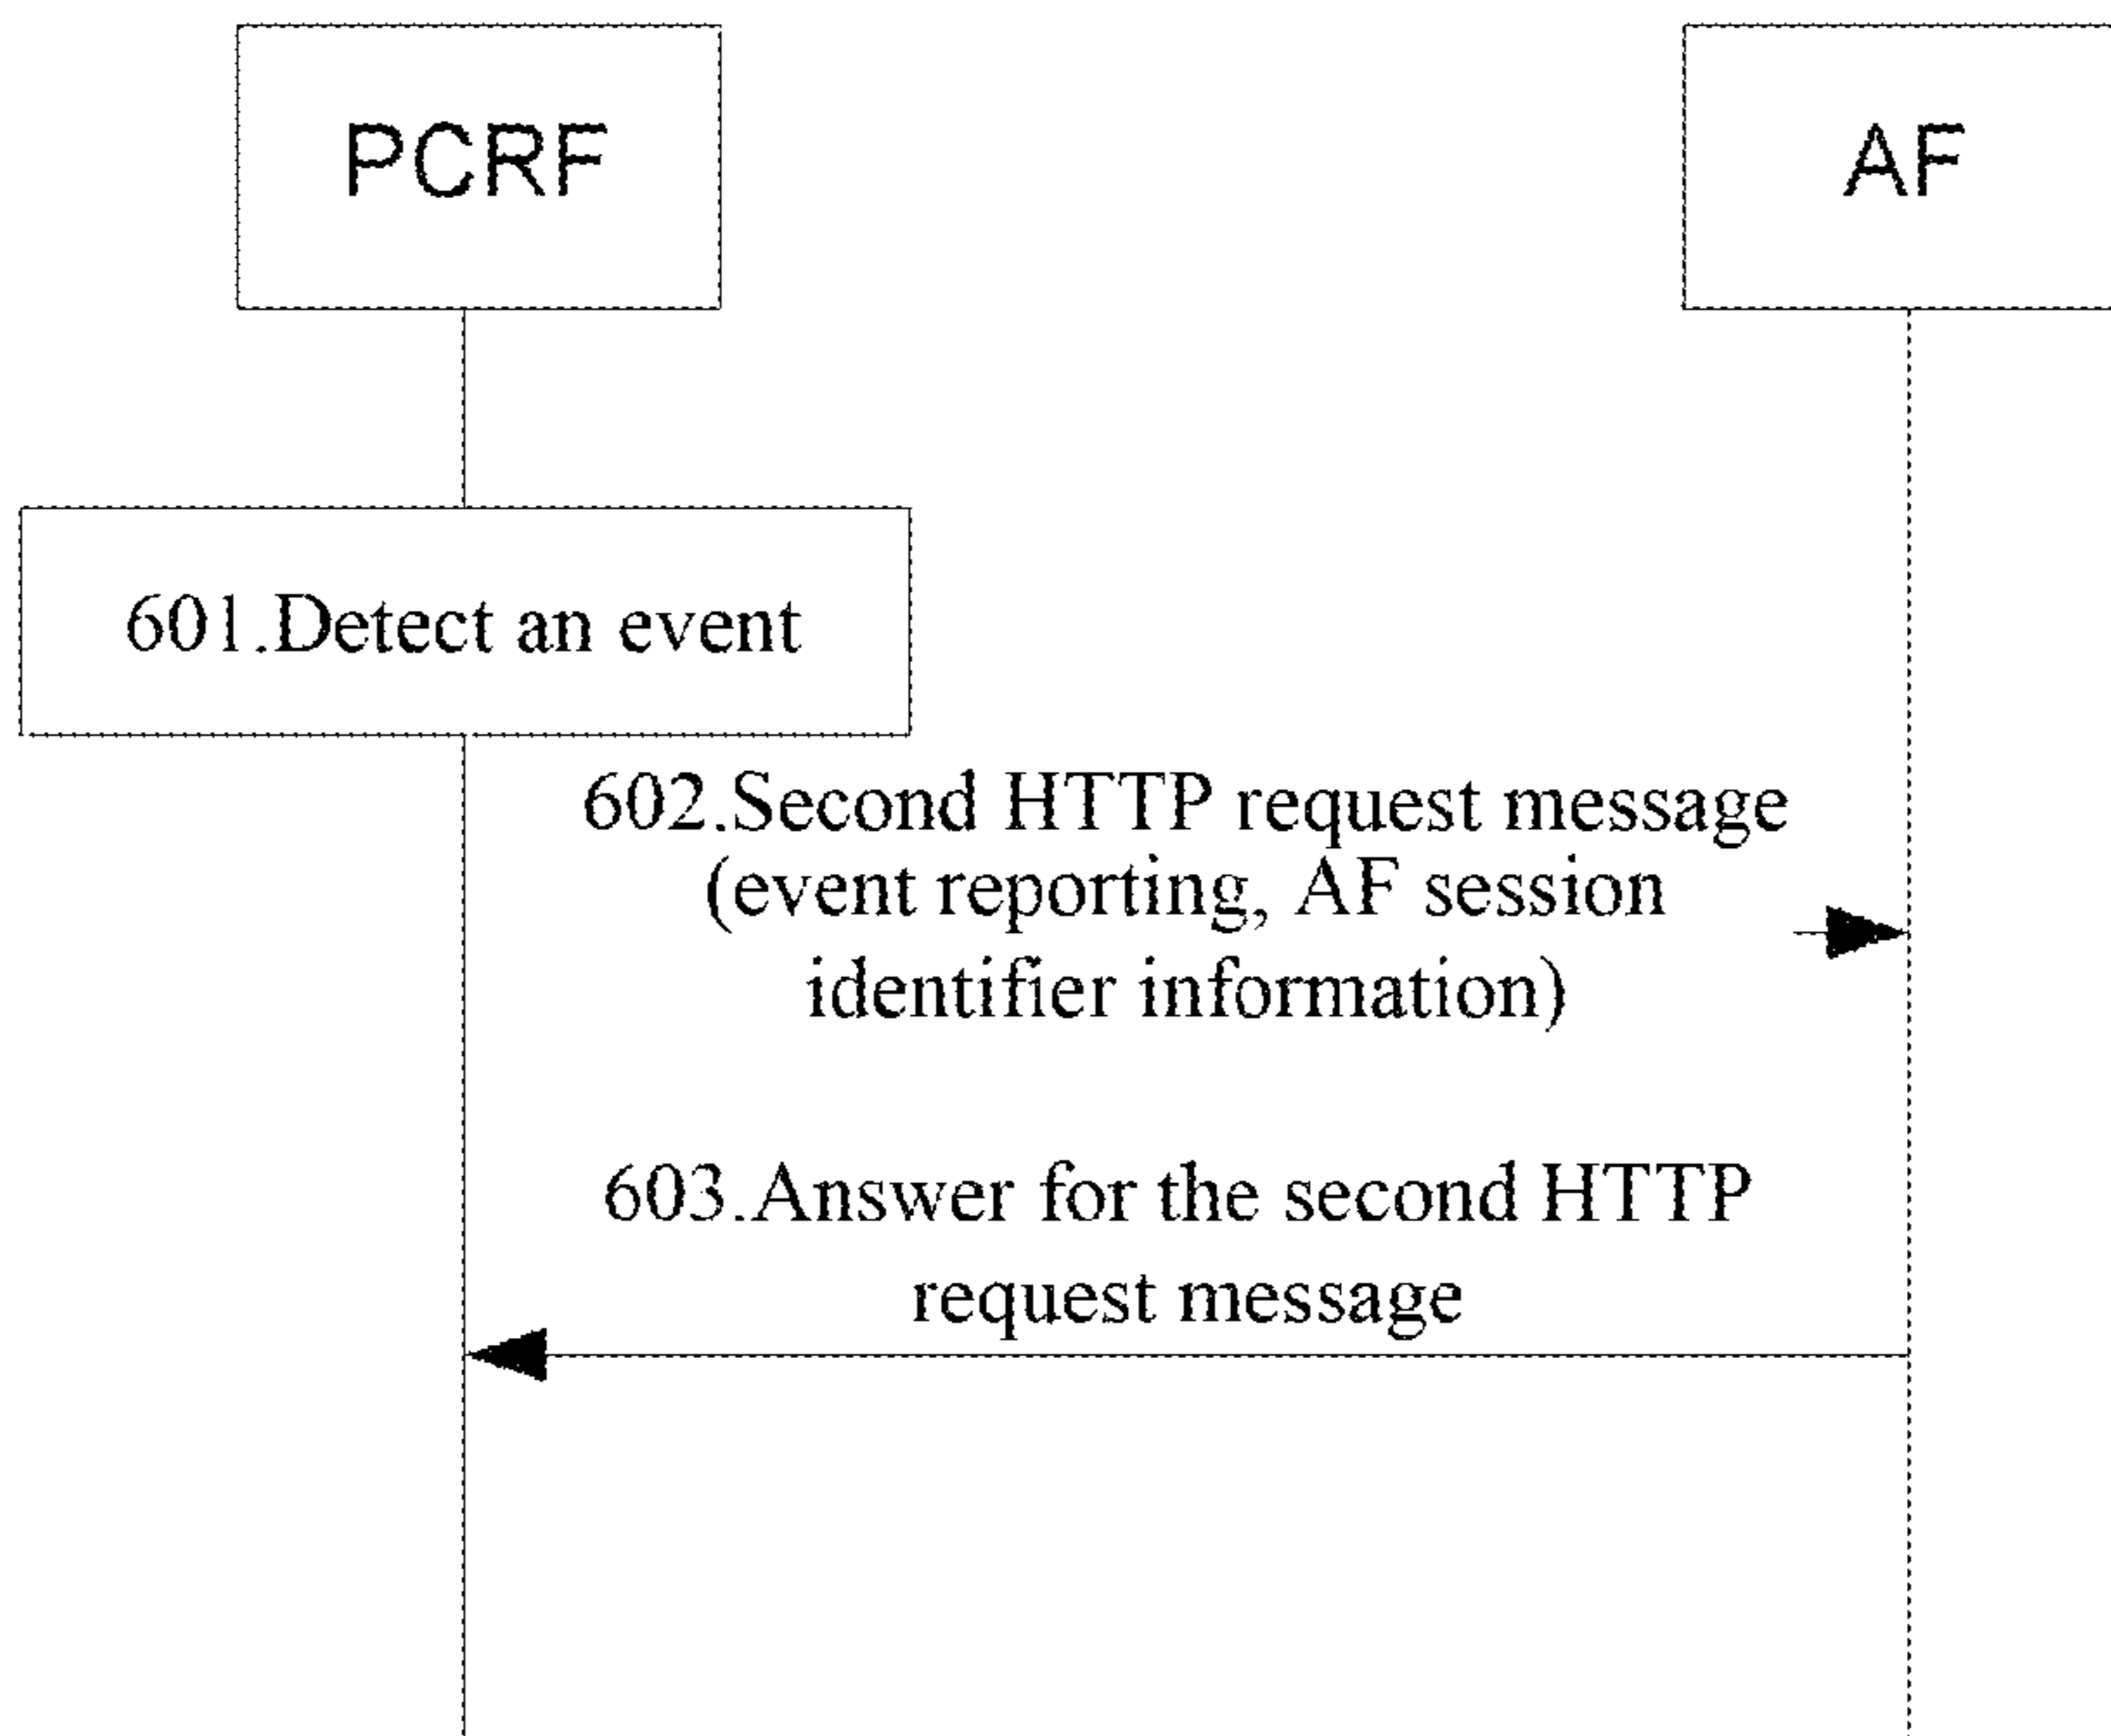 PCRF
AF
601.Detect an event
602.Second HTTP request message
(event reporting, AF session
identifier information)
603.Answer for the second HTTP
request message